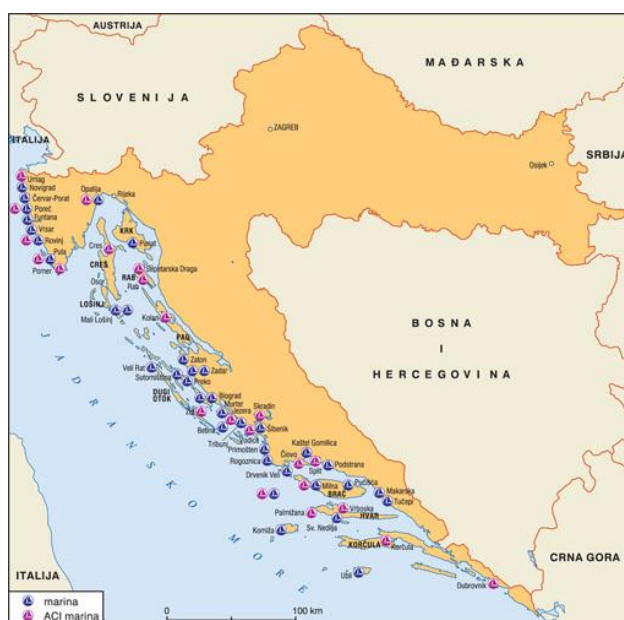 AUSTRIJA
MAĐARSKA
SLOVENIJA
ITALIJA
ZAGREB
Osijek
SRBIJA
Umag
Novigrad
Červar-Porat
Poreč
Funtana
Vrsar
Rovinj
Pula
Pomer
Opatija
Rijeka
KRK
Punat
Cres
CRES
Supetarska Draga
RAB
Rab
Osor
LOŠINJ
Mali Lošinj
Kolan
PAG
BOSNA
I
HERCEGOVINA
JADRANSKO MORE
Zaton
Veli Rat
Zadar
Sutomišćina
Preko
DUGI
OTOK
Biograd
Žut
Murter
Jezera
Skradin
Betina
Tribunj
Vodice
Šibenik
Primošten
Rogoznica
Kaštel Gomilica
Čiovo
Split
Podstrana
Drvenik Veli
Milna
Pučišća
BRAČ
Makarska
Tučepi
Palmižana
Vrboska
HVAR
Sv. Nedilja
Komiža
KORČULA
Korčula
Ubli
Dubrovnik
CRNA GORA
ITALIJA
marina
ACI marina
0
100 km